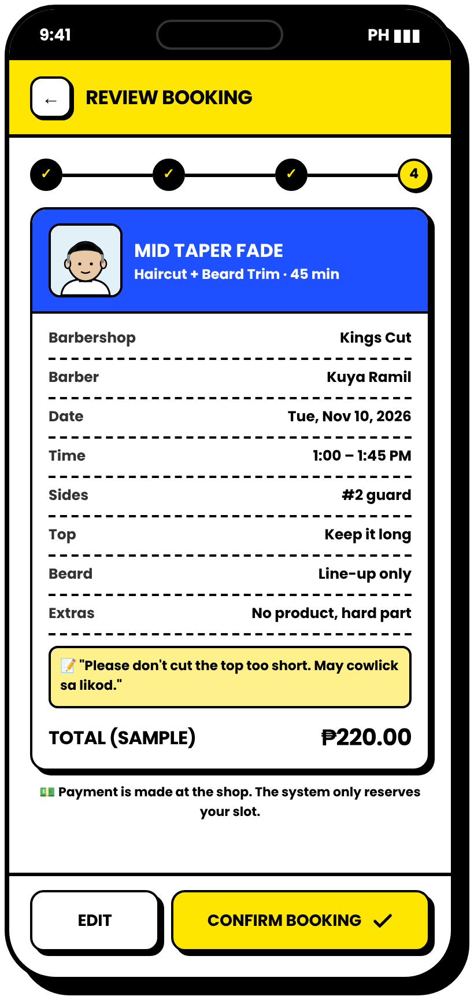 9:41 PH
← REVIEW BOOKING
✓ ✓ ✓ 4
MID TAPER FADE
Haircut + Beard Trim · 45 min
Barbershop Kings Cut
Barber Kuya Ramil
Date Tue, Nov 10, 2026
Time 1:00 – 1:45 PM
Sides #2 guard
Top Keep it long
Beard Line-up only
Extras No product, hard part
📝 "Please don't cut the top too short. May cowlick
sa likod."
TOTAL (SAMPLE) ₱220.00
💵 Payment is made at the shop. The system only reserves
your slot.
EDIT CONFIRM BOOKING ✓